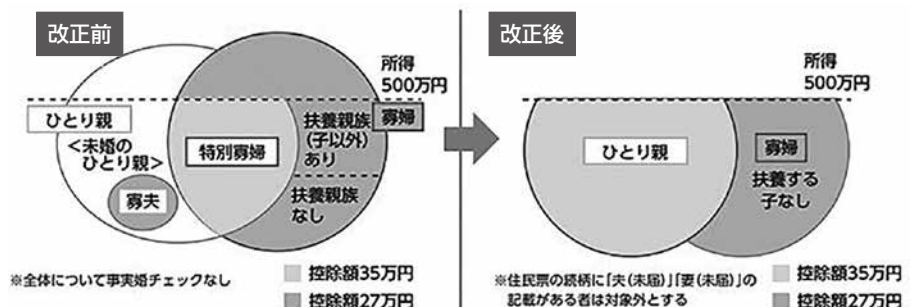 改正前
所得
500万円
ひとり親
<未婚の
ひとり親>
寡夫
特別寡婦
扶養親族
(子以外)
あり
寡婦
扶養親族
なし
※全体について事実婚チェックなし
控除額35万円
控除額27万円
改正後
所得
500万円
ひとり親
寡婦
扶養する
子なし
※住民票の続柄に「夫(未届)」「妻(未届)」の
記載がある者は対象外とする
控除額35万円
控除額27万円